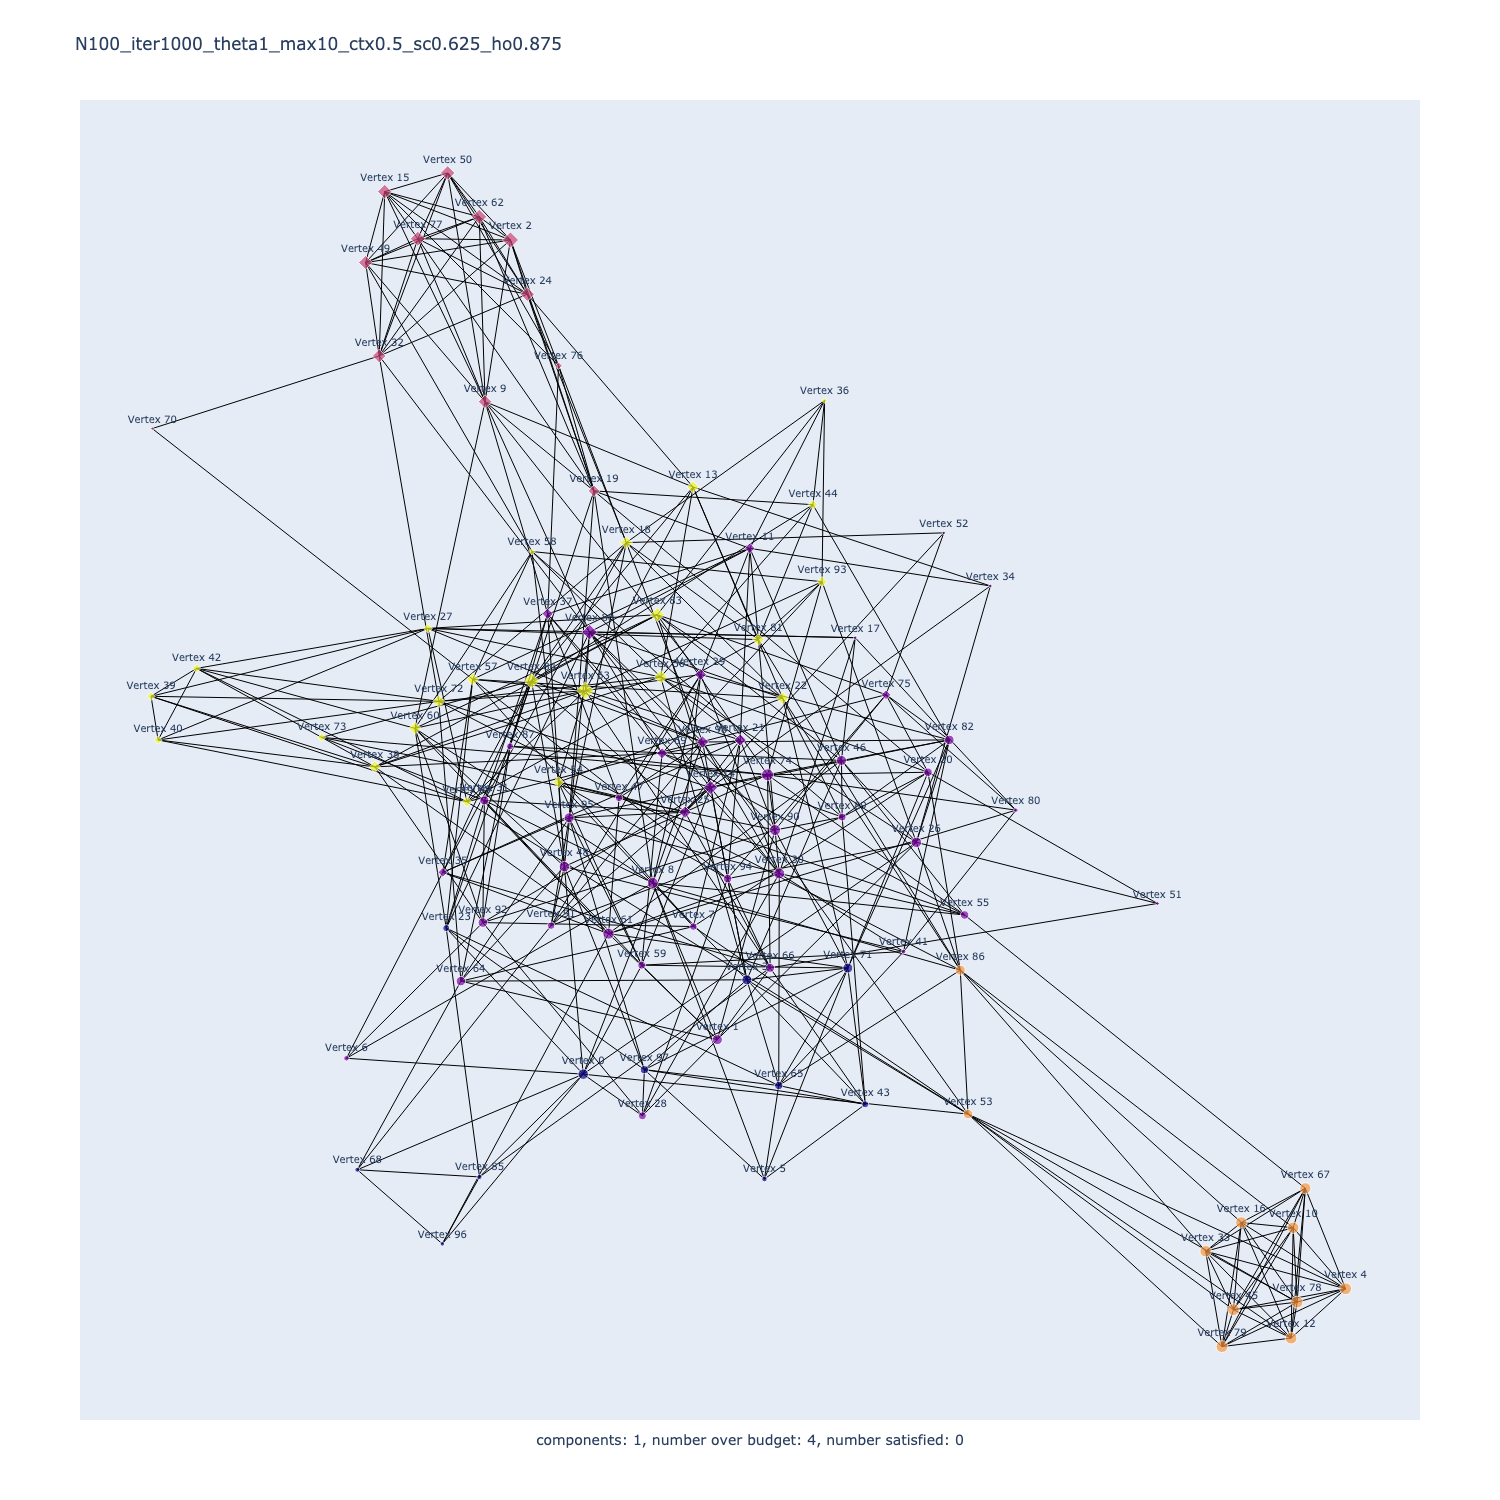 N100_iter1000_theta1_max10_ctx0.5_sc0.625_ho0.875
Vertex 50
Vertex 15
Vertex 62
Vertex 2
Vertex 77
Vertex 49
Vertex 24
Vertex 32
Vertex 76
Vertex 9
Vertex 36
Vertex 70
Vertex 13
Vertex 19
Vertex 44
Vertex 52
Vertex 18
Vertex 11
Vertex 58
Vertex 93
Vertex 34
Vertex 37
Vertex 27
Vertex 81
Vertex 17
Vertex 42
Vertex 57
Vertex 29
Vertex 39
Vertex 72
Vertex 22
Vertex 75
Vertex 40
Vertex 73
Vertex 60
Vertex 87
Vertex 21
Vertex 82
Vertex 46
Vertex 38
Vertex 74
Vertex 80
Vertex 90
Vertex 26
Vertex 35
Vertex 8
Vertex 94
Vertex 51
Vertex 55
Vertex 23
Vertex 92
Vertex 61
Vertex 7
Vertex 41
Vertex 59
Vertex 66
Vertex 71
Vertex 86
Vertex 64
Vertex 1
Vertex 6
Vertex 0
Vertex 97
Vertex 65
Vertex 43
Vertex 28
Vertex 53
Vertex 68
Vertex 85
Vertex 5
Vertex 67
Vertex 96
Vertex 16
Vertex 10
Vertex 33
Vertex 4
Vertex 78
Vertex 45
Vertex 12
Vertex 79
components: 1, number over budget: 4, number satisfied: 0